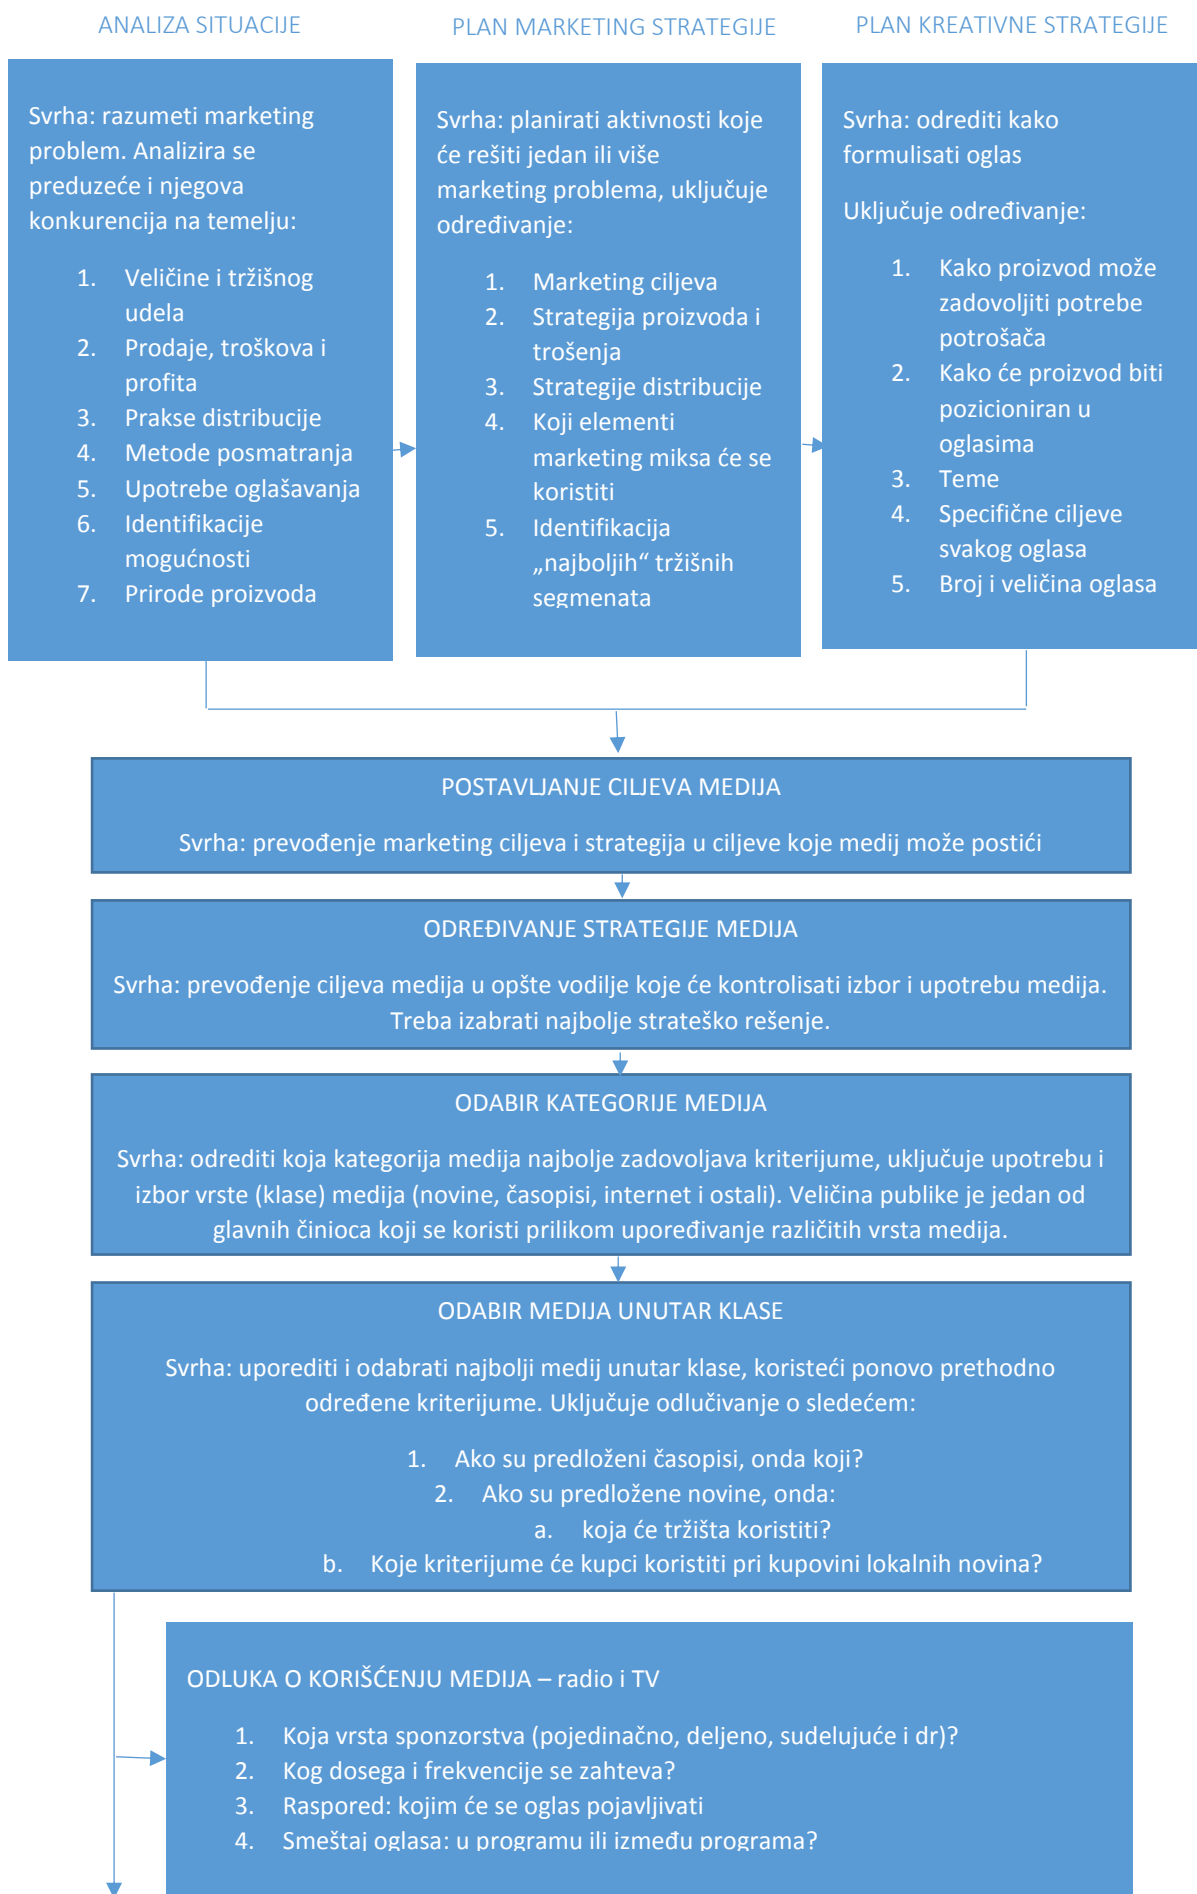 ANALIZA SITUACIJE
PLAN MARKETING STRATEGIJE
PLAN KREATIVNE STRATEGIJE
Svrha: razumeti marketing
problem. Analizira se
preduzeće i njegova
konkurencija na temelju:
1. Veličine i tržišnog
udela
2. Prodaje, troškova i
profita
3. Prakse distribucije
4. Metode posmatranja
5. Upotrebe oglašavanja
6. Identifikacije
mogućnosti
7. Prirode proizvoda
Svrha: planirati aktivnosti koje
će rešiti jedan ili više
marketing problema, uključuje
određivanje:
1. Marketing ciljeva
2. Strategija proizvoda i
trošenja
3. Strategije distribucije
4. Koji elementi
marketing miksa će se
koristiti
5. Identifikacija
„najboljih“ tržišnih
segmenata
Svrha: odrediti kako
formulisati oglas
Uključuje određivanje:
1. Kako proizvod može
zadovoljiti potrebe
potrošača
2. Kako će proizvod biti
pozicioniran u
oglasima
3. Teme
4. Specifične ciljeve
svakog oglasa
5. Broj i veličina oglasa
POSTAVLJANJE CILJEVA MEDIJA
Svrha: prevođenje marketing ciljeva i strategija u ciljeve koje medij može postići
ODREĐIVANJE STRATEGIJE MEDIJA
Svrha: prevođenje ciljeva medija u opšte vodilje koje će kontrolisati izbor i upotrebu medija.
Treba izabrati najbolje strateško rešenje.
ODABIR KATEGORIJE MEDIJA
Svrha: odrediti koja kategorija medija najbolje zadovoljava kriterijume, uključuje upotrebu i
izbor vrste (klase) medija (novine, časopisi, internet i ostali). Veličina publike je jedan od
glavnih činioca koji se koristi prilikom upoređivanje različitih vrsta medija.
ODABIR MEDIJA UNUTAR KLASE
Svrha: uporediti i odabrati najbolji medij unutar klase, koristeći ponovo prethodno
određene kriterijume. Uključuje odlučivanje o sledećem:
1. Ako su predloženi časopisi, onda koji?
2. Ako su predložene novine, onda:
a. koja će tržišta koristiti?
b. Koje kriterijume će kupci koristiti pri kupovini lokalnih novina?
ODLUKA O KORIŠĆENJU MEDIJA – radio i TV
1. Koja vrsta sponzorstva (pojedinačno, deljeno, sudelujuće i dr)?
2. Kog dosega i frekvencije se zahteva?
3. Raspored: kojim će se oglas pojavljivati
4. Smeštaj oglasa: u programu ili između programa?